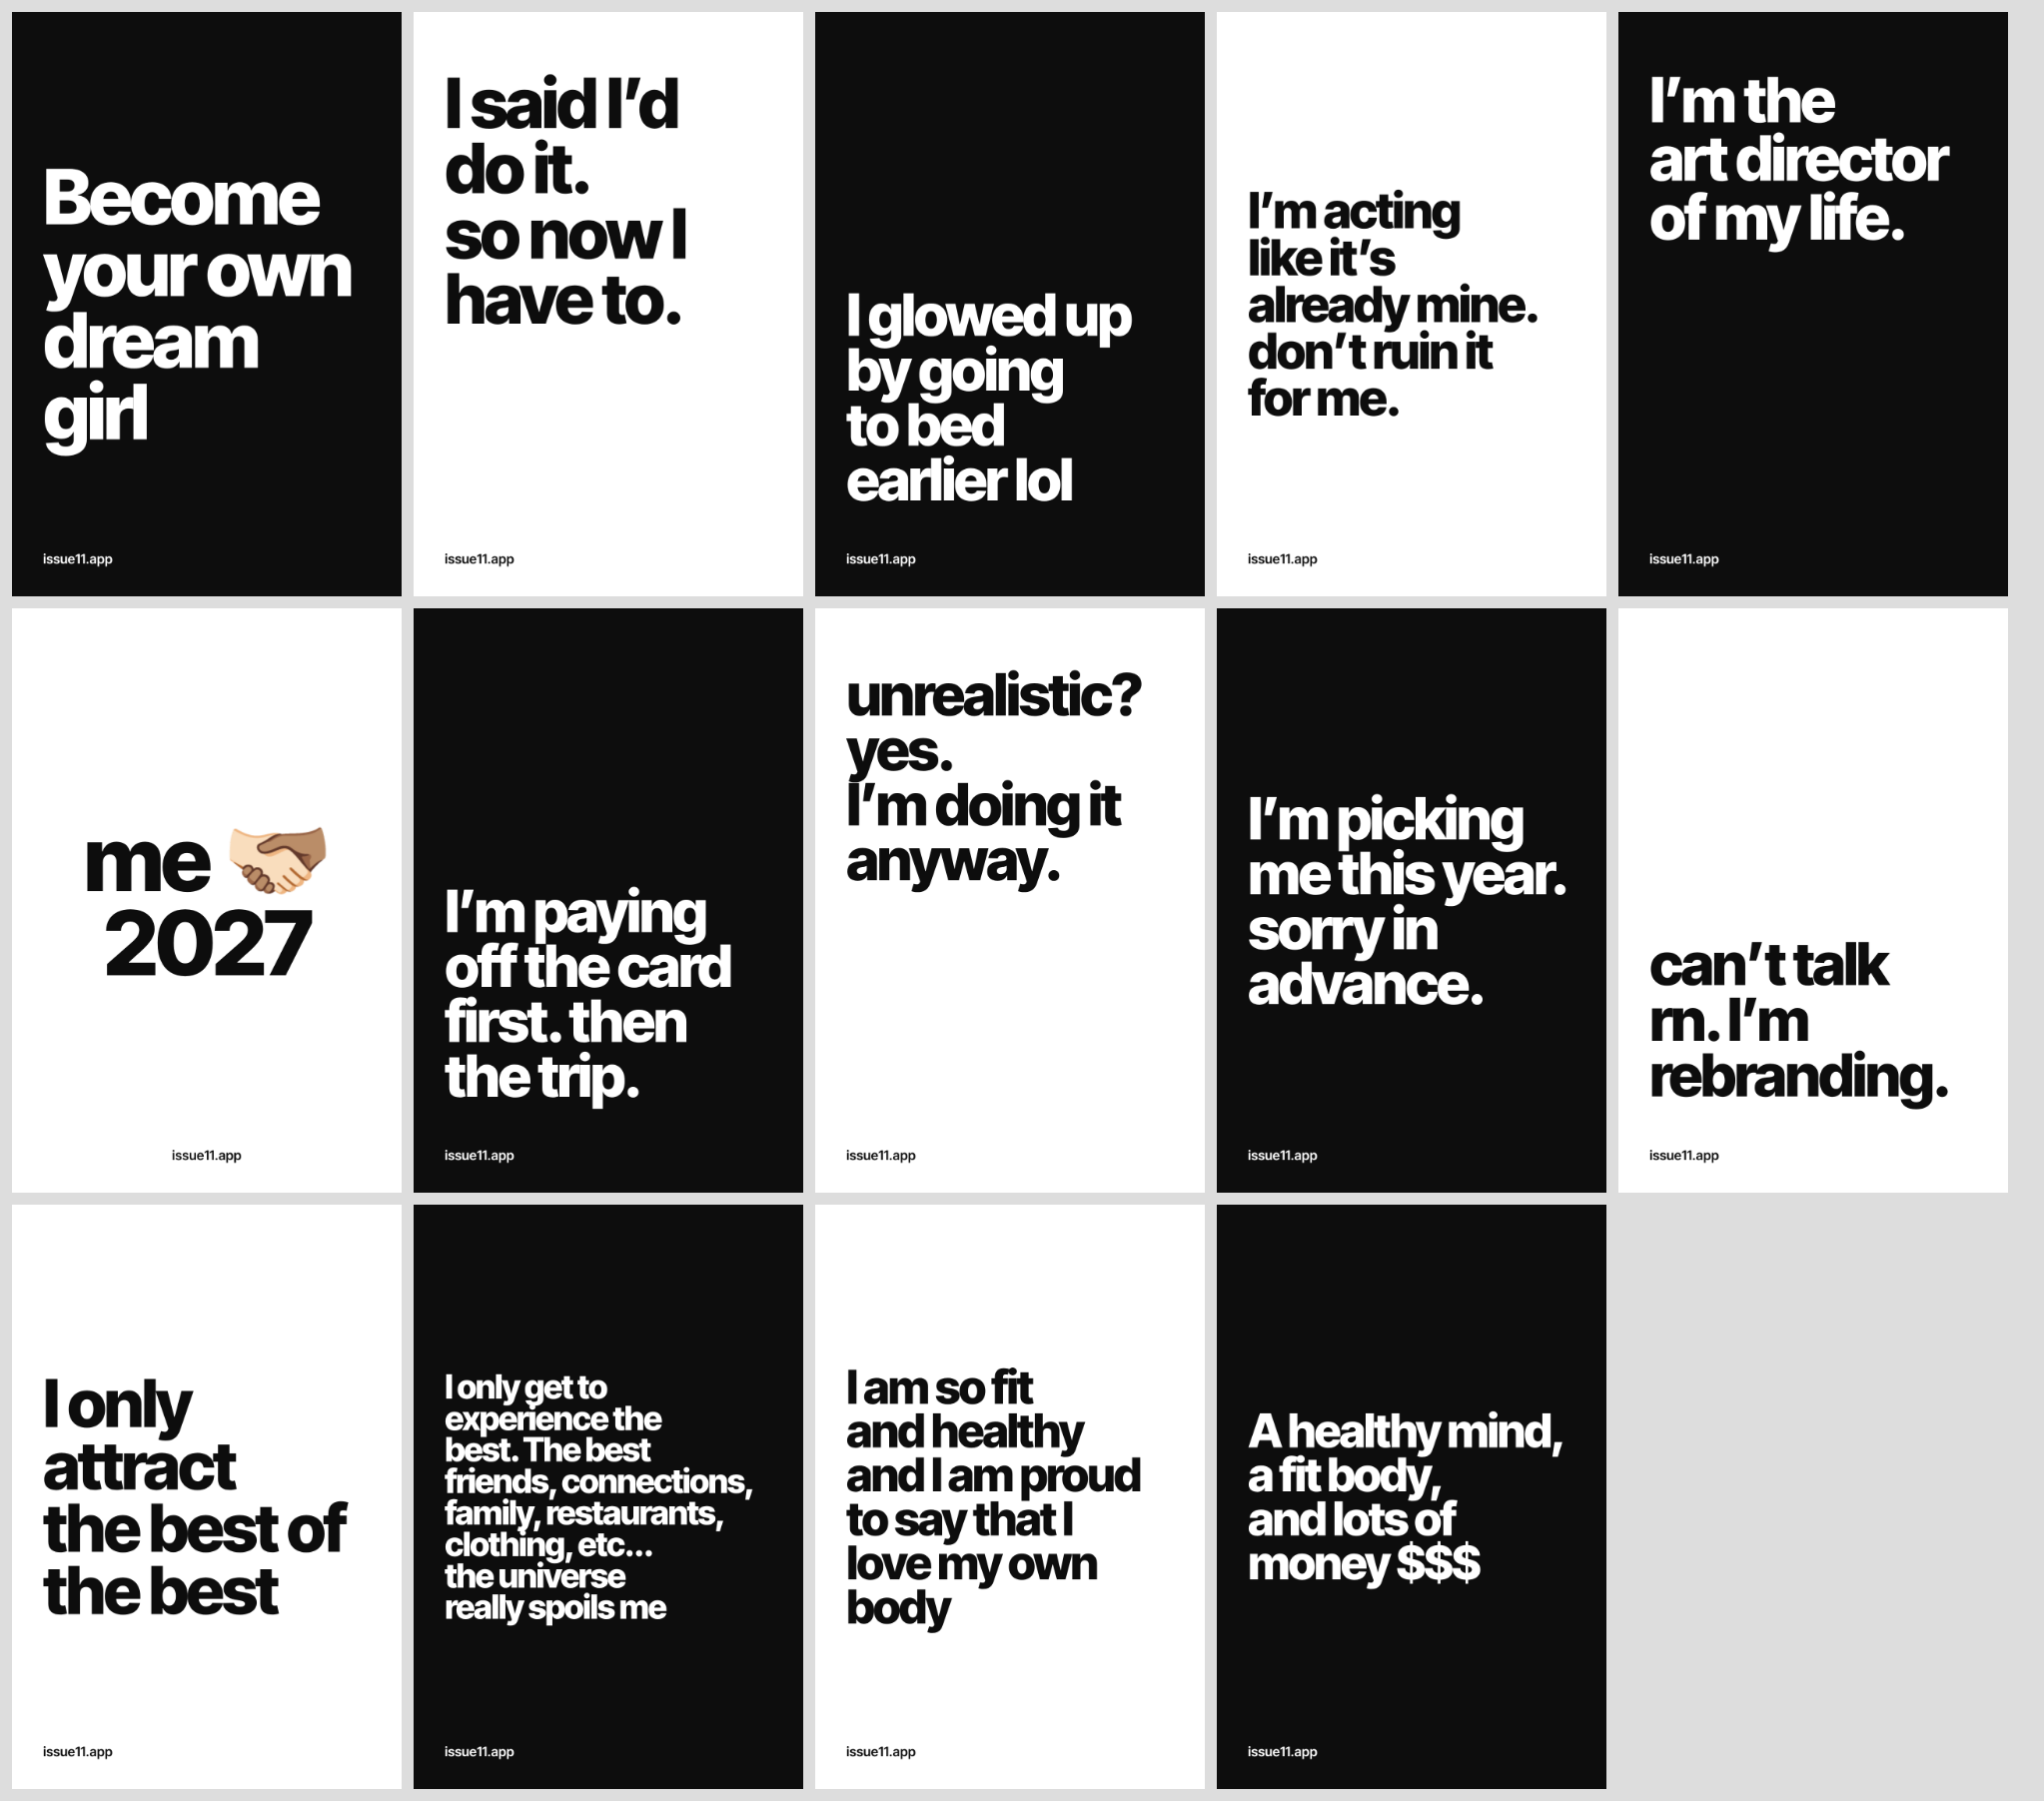 Become
your own
dream
girl
issue11.app
I said I’d
do it.
so now I
have to.
issue11.app
I glowed up
by going
to bed
earlier lol
issue11.app
I’m acting
like it’s
already mine.
don’t ruin it
for me.
issue11.app
I’m the
art director
of my life.
issue11.app
me 🤝
2027
issue11.app
I’m paying
off the card
first. then
the trip.
issue11.app
unrealistic?
yes.
I’m doing it
anyway.
issue11.app
I’m picking
me this year.
sorry in
advance.
issue11.app
can’t talk
rn. I’m
rebranding.
issue11.app
I only
attract
the best of
the best
issue11.app
I only get to
experience the
best. The best
friends, connections,
family, restaurants,
clothing, etc...
the universe
really spoils me
issue11.app
I am so fit
and healthy
and I am proud
to say that I
love my own
body
issue11.app
A healthy mind,
a fit body,
and lots of
money $$$
issue11.app